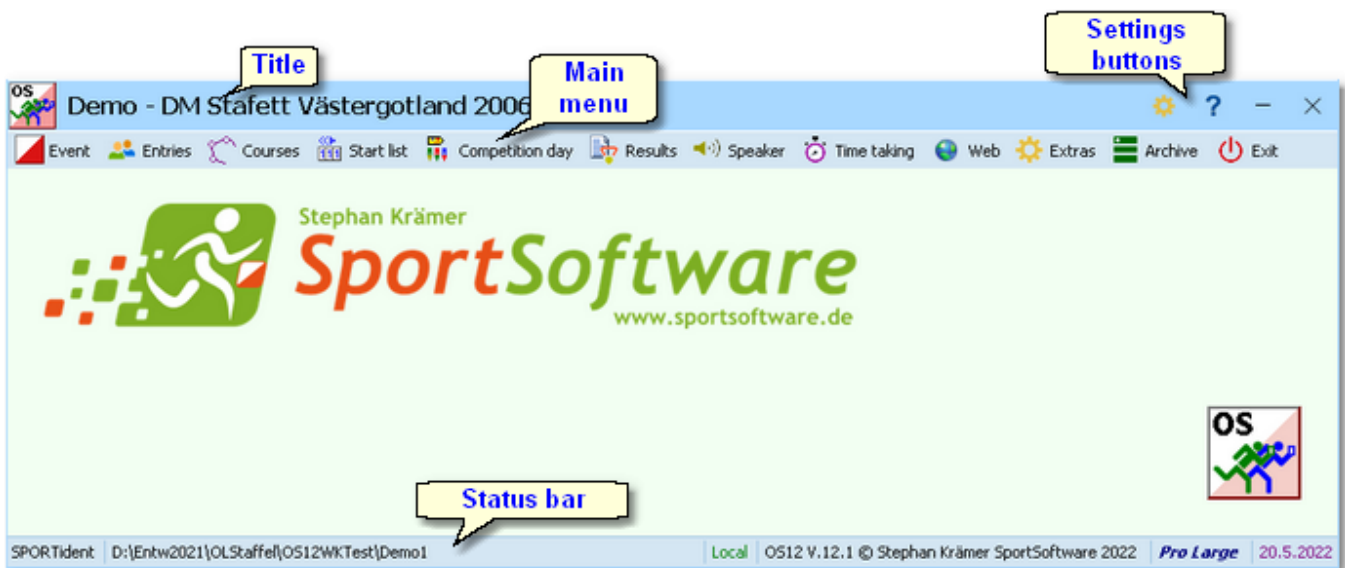 Settings
buttons
Title
Main
menu
OS
Demo - DM Stafett Västergotland 2006
Event Entries Courses Start list Competition day Results Speaker Time taking Web Extras Archive Exit
Stephan Krämer
SportSoftware
www.sportsoftware.de
OS
Status bar
SPORTident D:\Entw2021\OLStaffel\OS12WKTest\Demo1 Local OS12 V.12.1 © Stephan Krämer SportSoftware 2022 Pro Large 20.5.2022